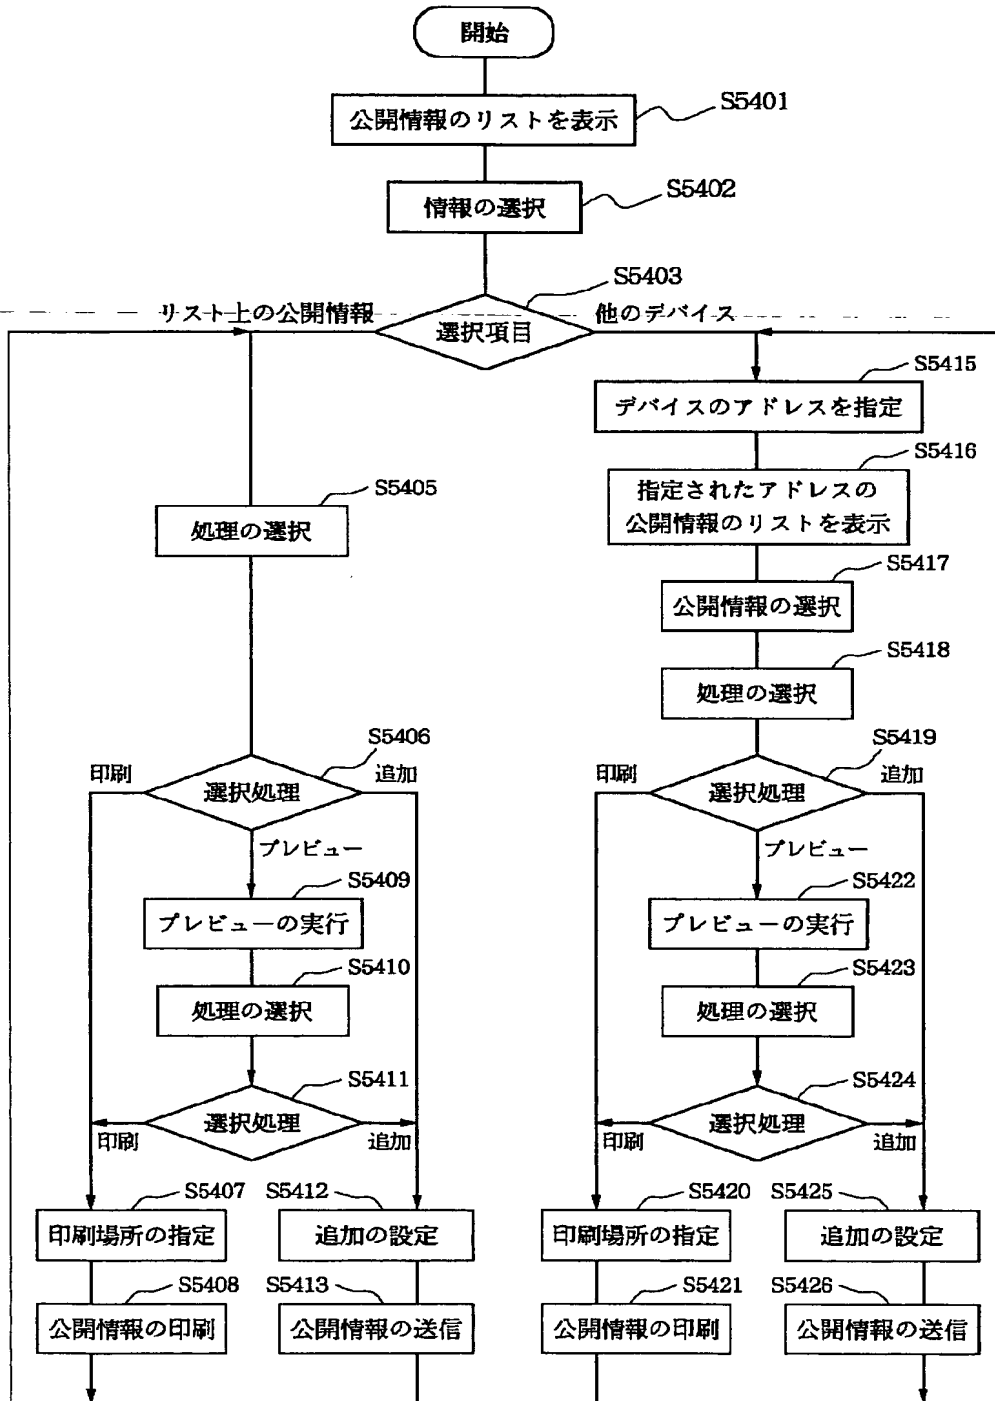 開始
公開情報のリストを表示
S5401
情報の選択
S5402
S5403
リスト上の公開情報
選択項目
他のデバイス
S5415
デバイスのアドレスを指定
S5416
指定されたアドレスの
公開情報のリストを表示
S5405
処理の選択
S5417
公開情報の選択
S5418
処理の選択
S5406
印刷
選択処理
追加
プレビュー
S5419
印刷
選択処理
追加
プレビュー
S5409
プレビューの実行
S5422
プレビューの実行
S5410
処理の選択
S5423
処理の選択
S5411
選択処理
印刷
追加
S5424
選択処理
印刷
追加
S5407
印刷場所の指定
S5412
追加の設定
S5420
印刷場所の指定
S5425
追加の設定
S5408
公開情報の印刷
S5413
公開情報の送信
S5421
公開情報の印刷
S5426
公開情報の送信